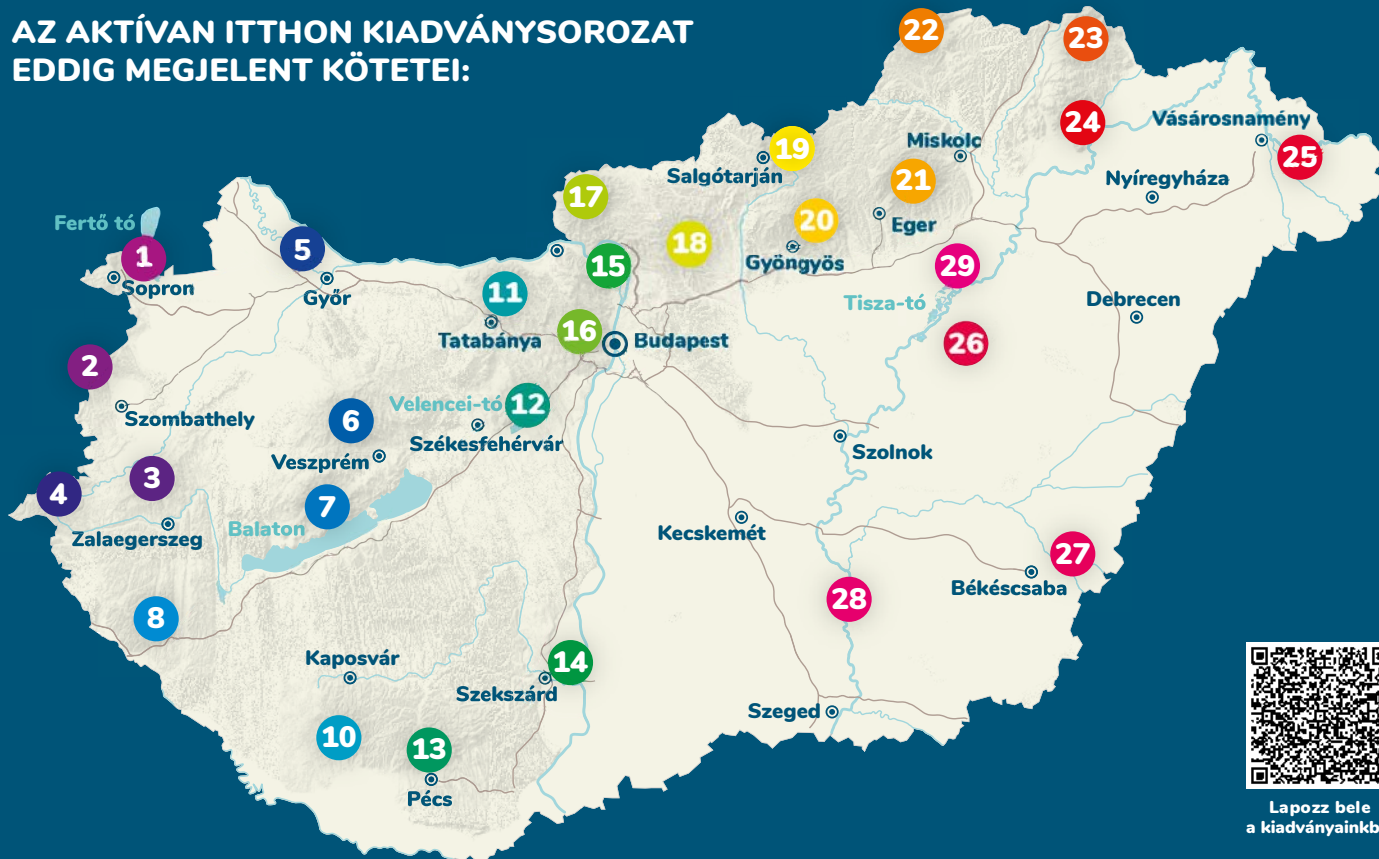 AZ AKTÍVAN ITTHON KIADVÁNYSOROZAT
EDDIG MEGJELENT KÖTETEI:
22
23
24
Vásárosnamény
25
Miskolc
19
Salgótarján
21
Nyíregyháza
17
20
Eger
Fertő tó
18
Gyöngyös
1
Sopron
5
Győr
15
29
Tisza-tó
Debrecen
11
Tatabánya
16
Budapest
26
2
Szombathely
Velencei-tó
12
6
Székesfehérvár
Veszprém
Szolnok
3
4
7
Balaton
Zalaegerszeg
Kecskemét
27
Békéscsaba
28
8
Kaposvár
14
Szekszárd
Szeged
10
13
Pécs
Lapozz bele
a kiadványainkb